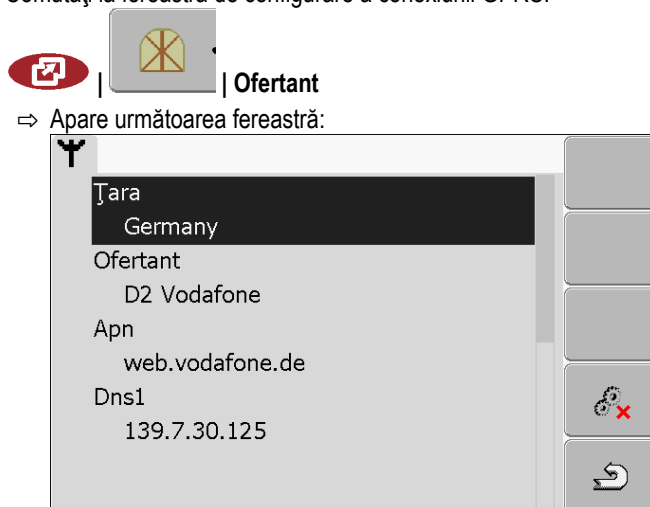 | | Ofertant
⇨ Apare următoarea fereastră:
Ţara
Germany
Ofertant
D2 Vodafone
Apn
web.vodafone.de
Dns1
139.7.30.125